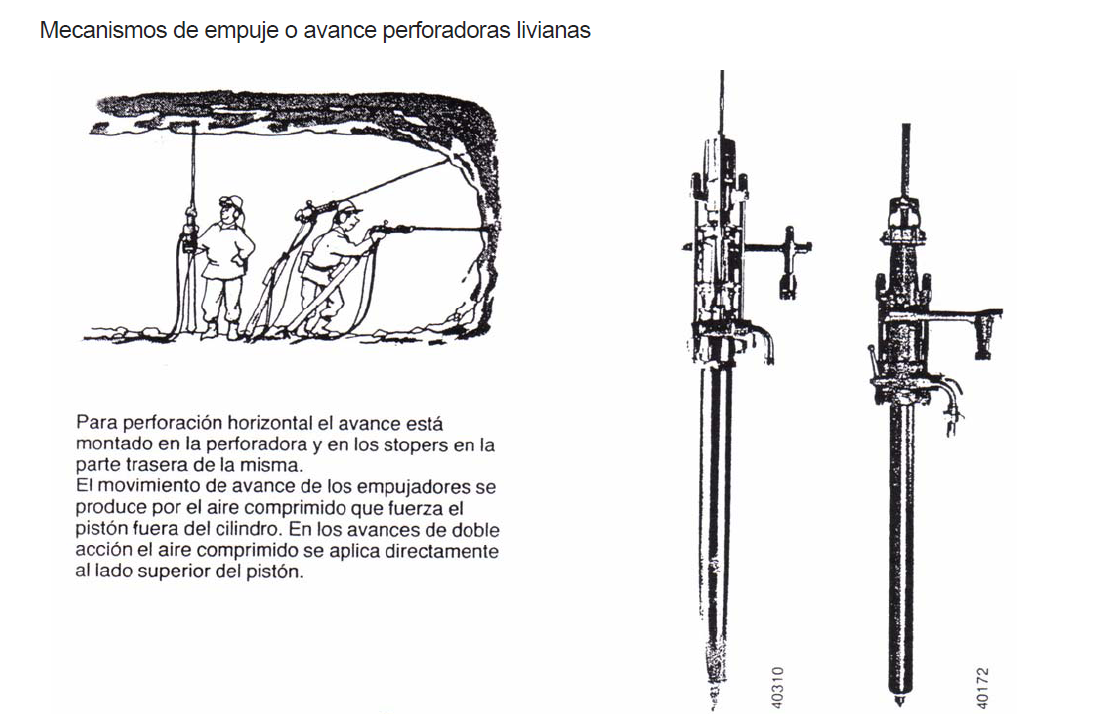 Mecanismos de empuje o avance perforadoras livianas
Para perforación horizontal el avance está
montado en la perforadora y en los stopers en la
parte trasera de la misma.
El movimiento de avance de los empujadores se
produce por el aire comprimido que fuerza el
pistón fuera del cilindro. En los avances de doble
acción el aire comprimido se aplica directamente
al lado superior del pistón.
40310
40172